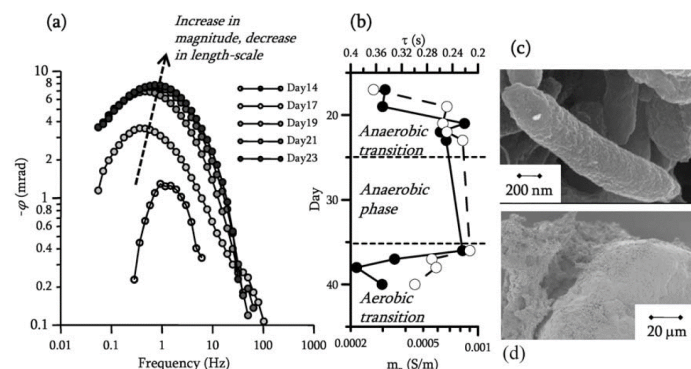 (a)
Increase in
magnitude, decrease
in length-scale
10
8
6
4
2
1
0.8
0.6
0.4
0.2
0.1
-φ (mrad)
Day14
Day17
Day19
Day21
Day23
0.01 0.1 1 10 100 1000
Frequency (Hz)
(b)
τ (s)
0.4 0.36 0.32 0.28 0.24 0.2
Day
20
30
40
Anaerobic
transition
Anaerobic
phase
Aerobic
transition
0.0002 0.0005 0.001
(S/m)
(c)
200 nm
20 μm
(d)